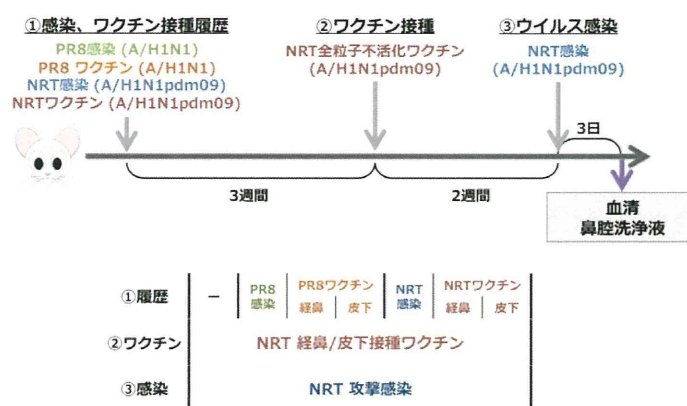 ①感染、ワクチン接種履歴
PR8感染 (A/H1N1)
PR8 ワクチン (A/H1N1)
NRT感染 (A/H1N1pdm09)
NRTワクチン (A/H1N1pdm09)
②ワクチン接種
NRT全粒子不活化ワクチン
(A/H1N1pdm09)
③ウイルス感染
NRT感染
(A/H1N1pdm09)
3日
3週間
2週間
血清
鼻腔洗浄液
①履歴
－
PR8
感染
PR8ワクチン
経鼻 皮下
NRT
感染
NRTワクチン
経鼻 皮下
②ワクチン
NRT 経鼻/皮下接種ワクチン
③感染
NRT 攻撃感染